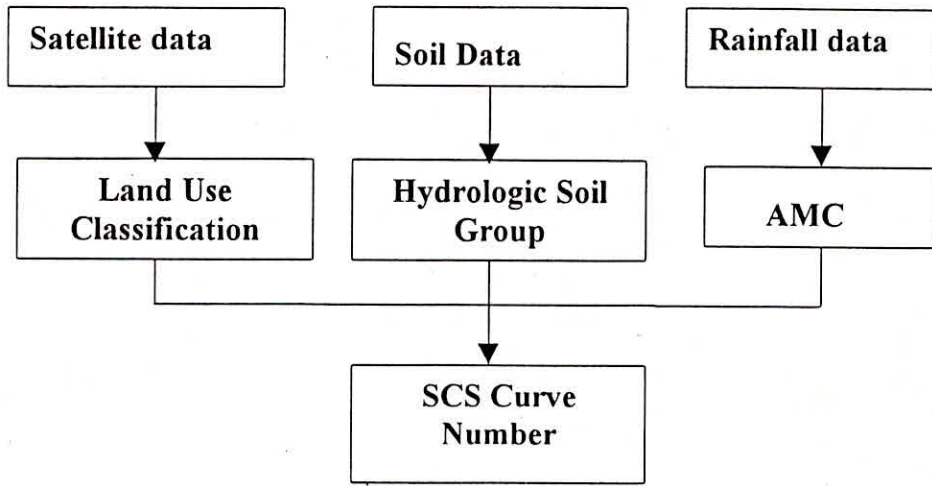 Satellite data
Soil Data
Rainfall data
Land Use
Classification
Hydrologic Soil
Group
AMC
SCS Curve
Number